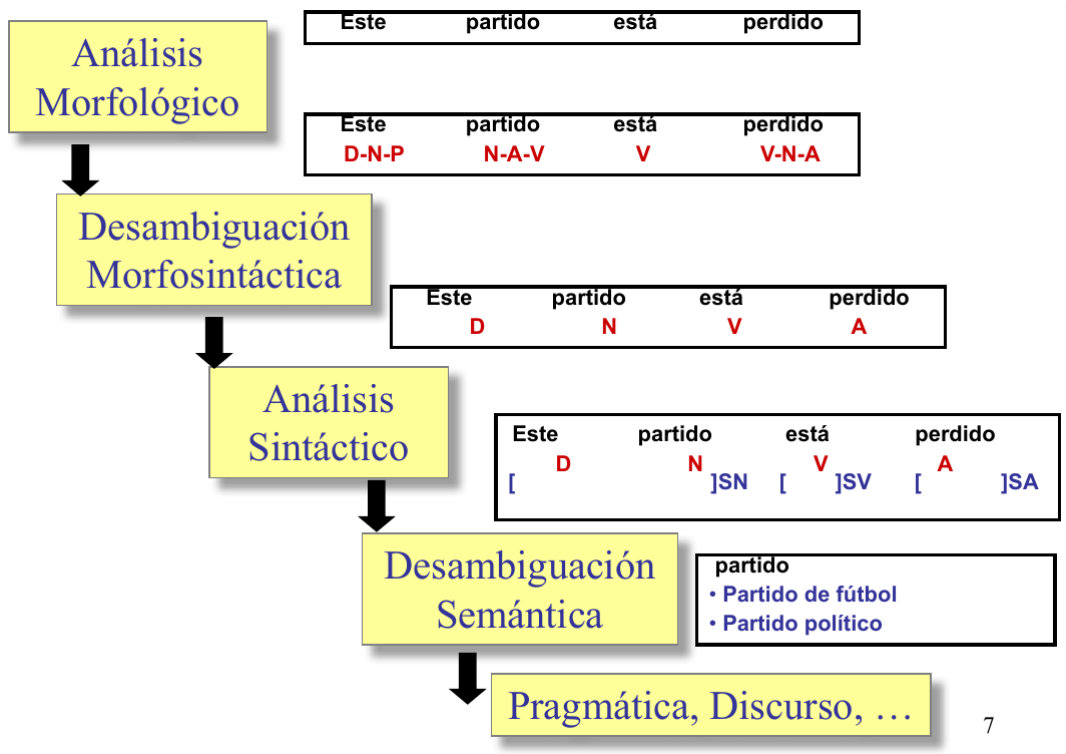 Análisis
Morfológico
Este partido está perdido
Este partido está perdido
D-N-P N-A-V V V-N-A
Desambiguación
Morfosintáctica
Este partido está perdido
D N V A
Análisis
Sintáctico
Este partido está perdido
D N V A
[ ]SN [ ]SV [ ]SA
Desambiguación
Semántica
partido
• Partido de fútbol
• Partido político
Pragmática, Discurso, …
7